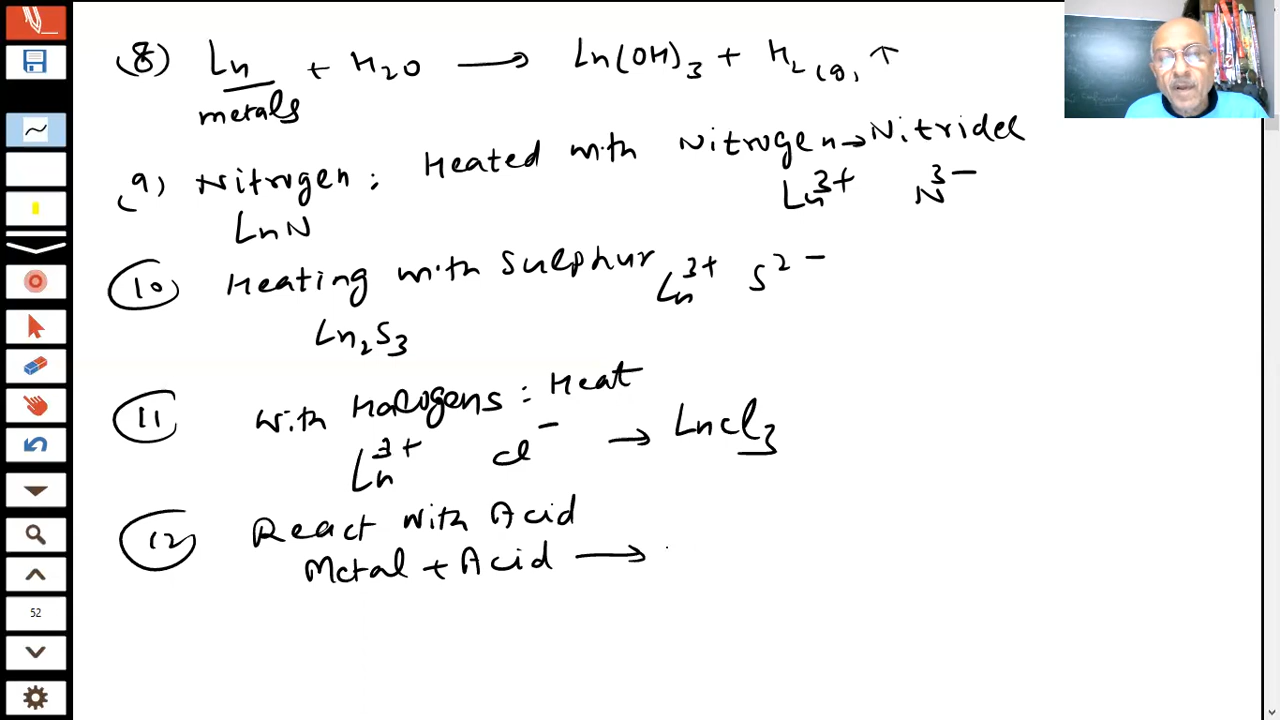 (8) Ln + H2O → Ln(OH)3 + H2(g) ↑
metals
(9) Nitrogen : Heated with Nitrogen → Nitrides
LnN Ln3+ N3-
(10) Heating with Sulphur Ln3+ S2-
Ln2S3
(11) With Halogens : Heat
Ln3+ Cl- → LnCl3
(12) React with Acid
Metal + Acid →
52